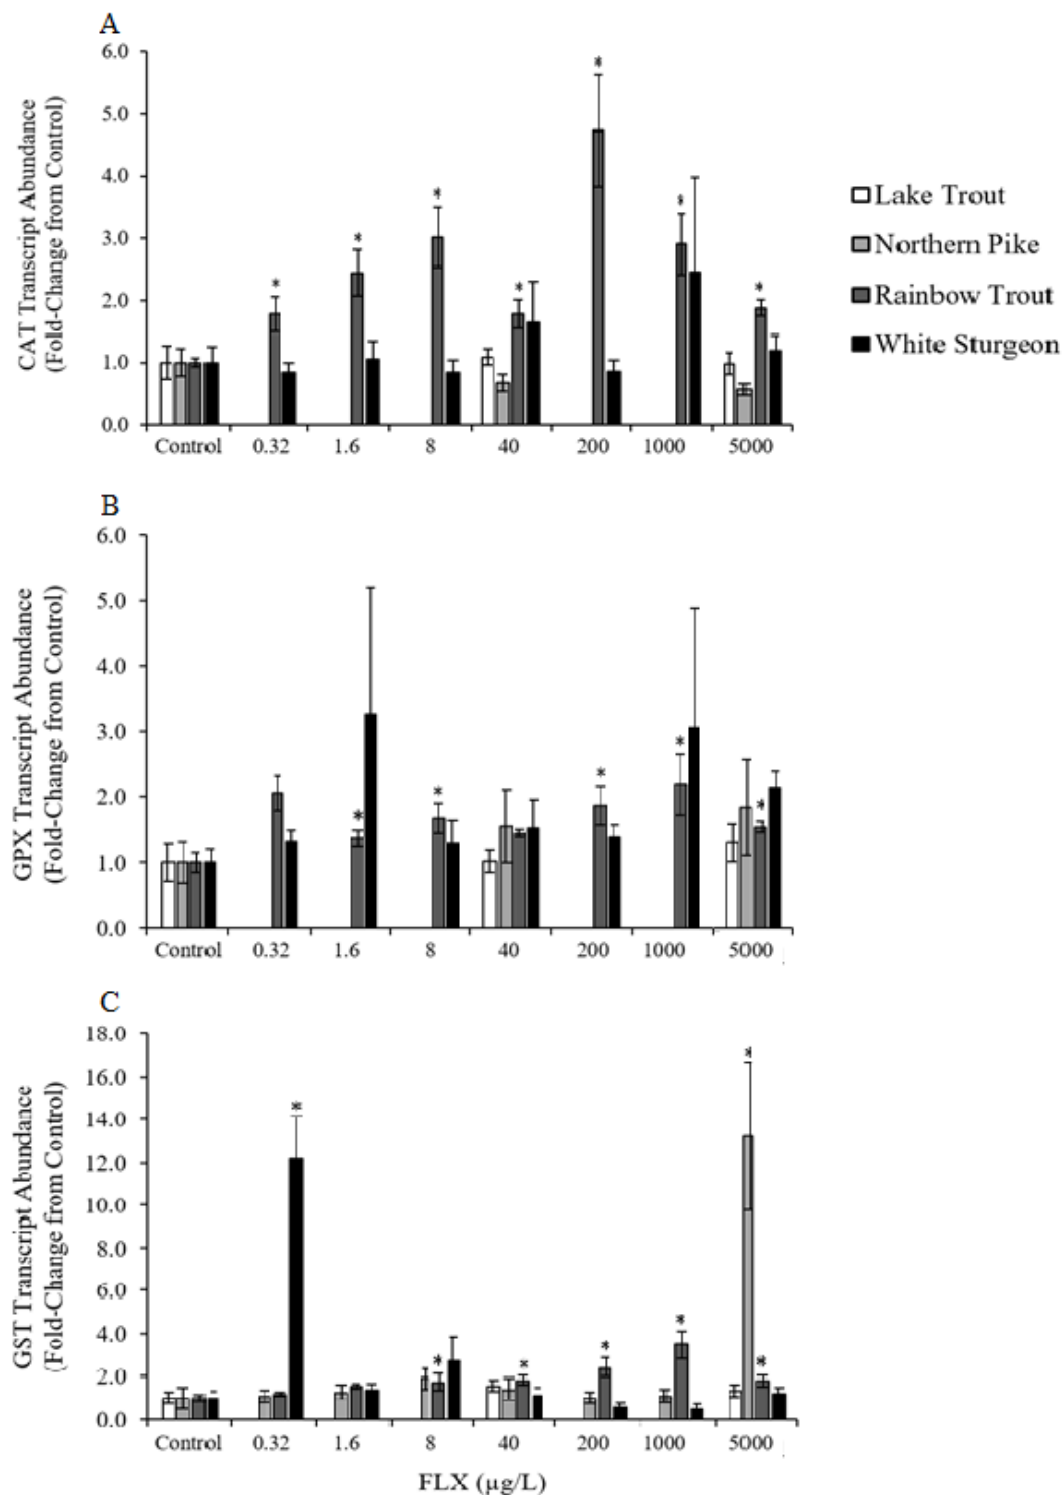 A
CAT Transcript Abundance
(Fold-Change from Control)
6.0
5.0
4.0
3.0
2.0
1.0
0.0
* * * * * * *
Control 0.32 1.6 8 40 200 1000 5000
Lake Trout
Northern Pike
Rainbow Trout
White Sturgeon
B
GPX Transcript Abundance
(Fold-Change from Control)
6.0
5.0
4.0
3.0
2.0
1.0
0.0
* * * * *
Control 0.32 1.6 8 40 200 1000 5000
C
GST Transcript Abundance
(Fold-Change from Control)
18.0
16.0
14.0
12.0
10.0
8.0
6.0
4.0
2.0
0.0
* * * * * * *
Control 0.32 1.6 8 40 200 1000 5000
FLX (µg/L)